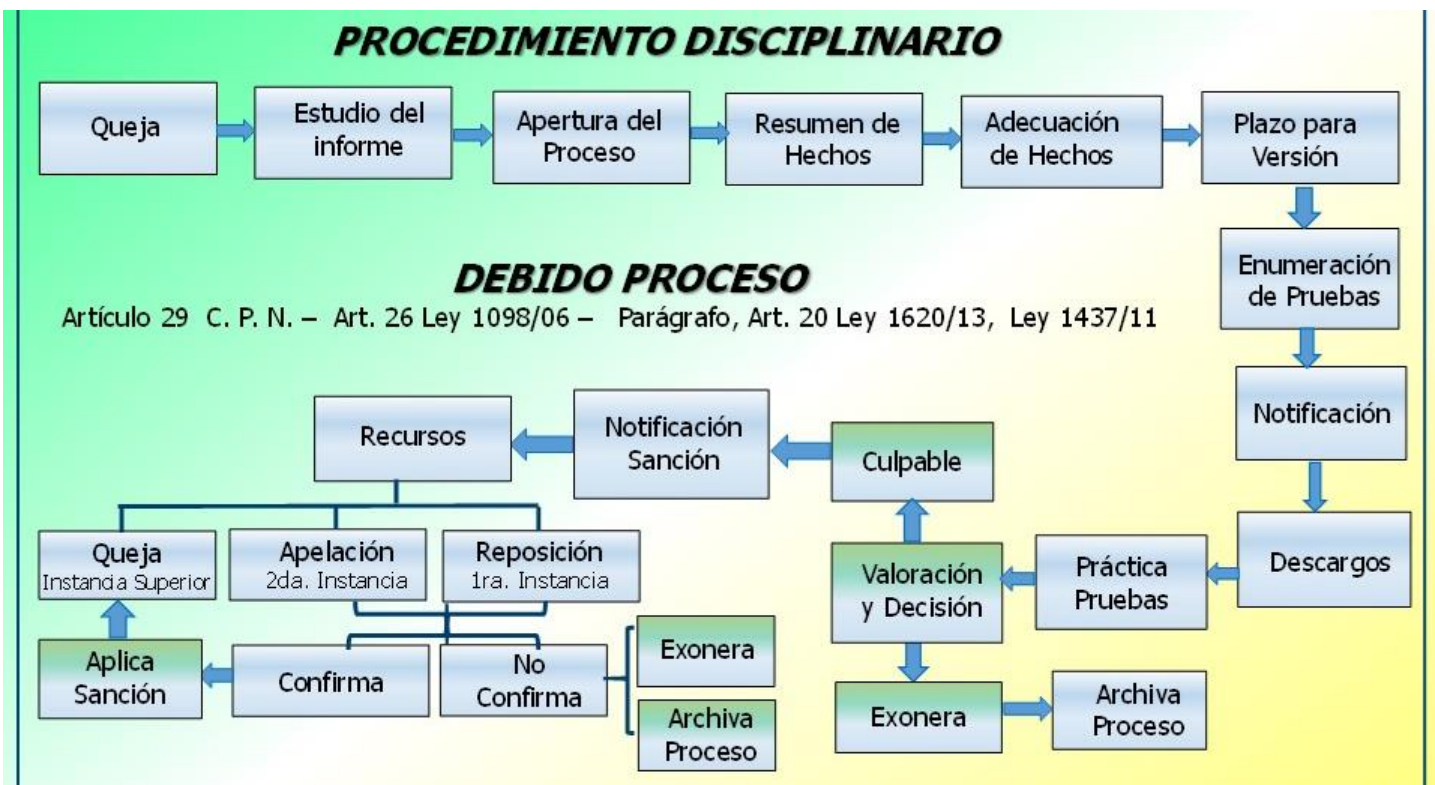 PROCEDIMIENTO DISCIPLINARIO
Queja
Estudio del
informe
Apertura del
Proceso
Resumen de
Hechos
Adecuación
de Hechos
Plazo para
Versión
Enumeración
de Pruebas
Notificación
Descargos
Práctica
Pruebas
Valoración
y Decisión
Culpable
Notificación
Sanción
Recursos
DEBIDO PROCESO
Artículo 29 C. P. N. – Art. 26 Ley 1098/06 – Parágrafo, Art. 20 Ley 1620/13, Ley 1437/11
Queja
Instancia Superior
Apelación
2da. Instancia
Reposición
1ra. Instancia
Aplica
Sanción
Confirma
No
Confirma
Exonera
Archiva
Proceso
Exonera
Archiva
Proceso